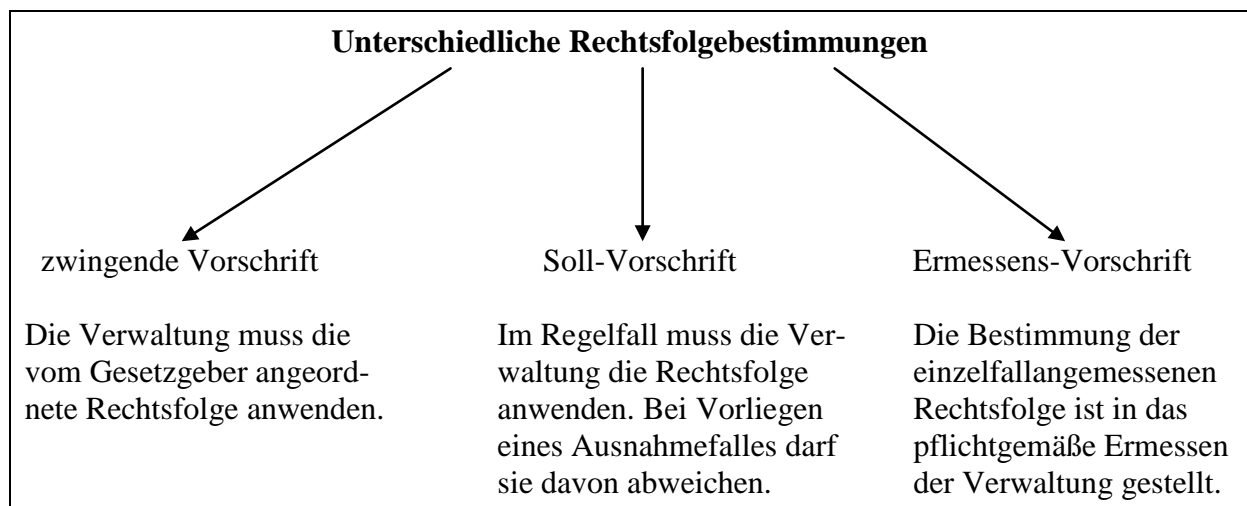 Unterschiedliche Rechtsfolgebestimmungen
zwingende Vorschrift
Die Verwaltung muss die
vom Gesetzgeber angeord-
nete Rechtsfolge anwenden.
Soll-Vorschrift
Im Regelfall muss die Ver-
waltung die Rechtsfolge
anwenden. Bei Vorliegen
eines Ausnahmefalles darf
sie davon abweichen.
Ermessens-Vorschrift
Die Bestimmung der
einzelfallangemessenen
Rechtsfolge ist in das
pflichtgemäße Ermessen
der Verwaltung gestellt.